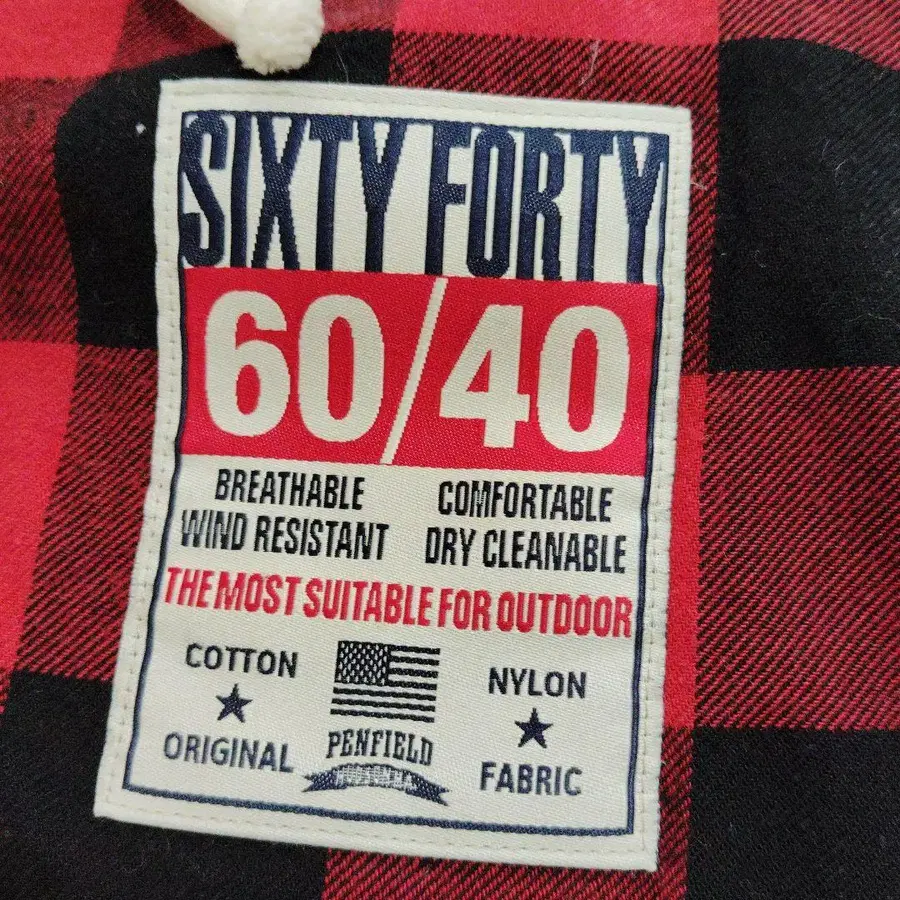 SIXTY FORTY
60/40
BREATHABLE COMFORTABLE
WIND RESISTANT DRY CLEANABLE
THE MOST SUITABLE FOR OUTDOOR
COTTON NYLON
ORIGINAL FABRIC
PENFIELD